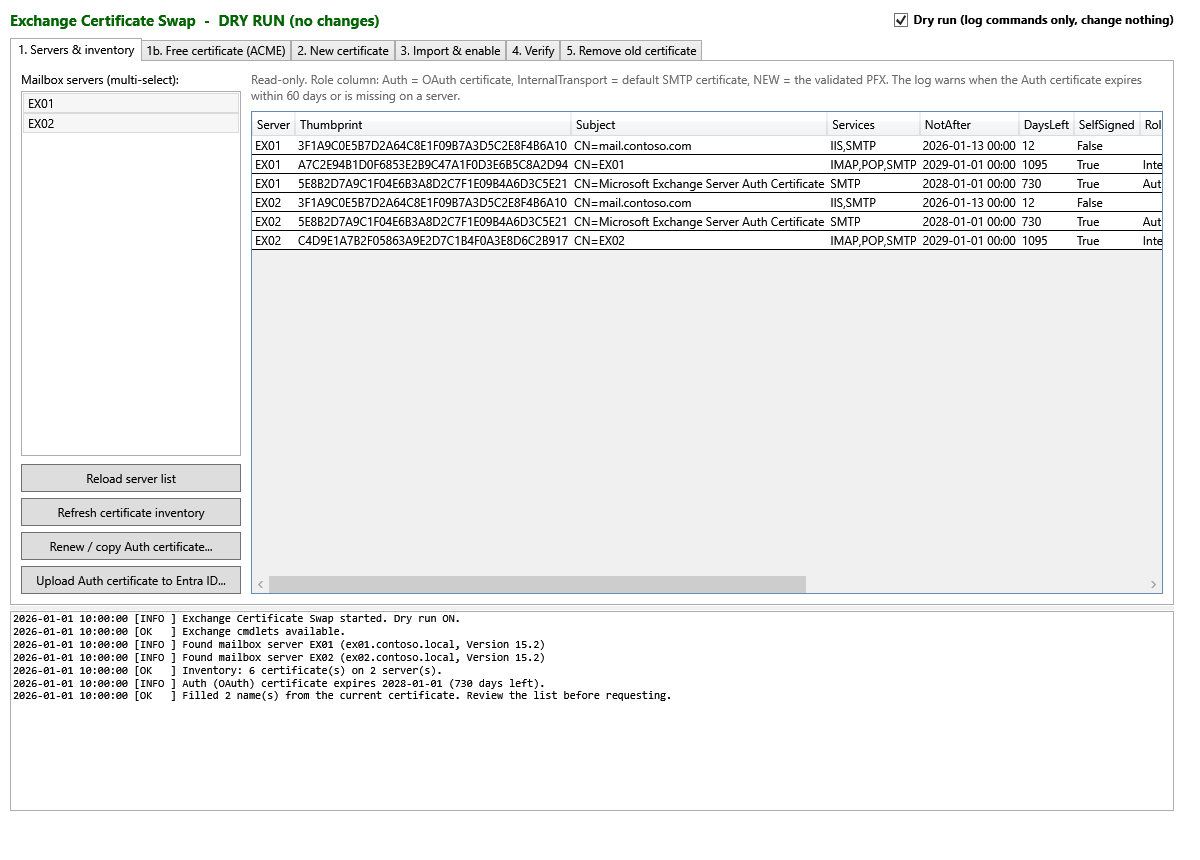 Exchange Certificate Swap  -  DRY RUN (no changes)
Dry run (log commands only, change nothing)
1. Servers & inventory
1b. Free certificate (ACME)
2. New certificate
3. Import & enable
4. Verify
5. Remove old certificate
Mailbox servers (multi-select):
EX01
EX02
Reload server list
Refresh certificate inventory
Renew / copy Auth certificate...
Upload Auth certificate to Entra ID...
Read-only. Role column: Auth = OAuth certificate, InternalTransport = default SMTP certificate, NEW = the validated PFX. The log warns when the Auth certificate expires
within 60 days or is missing on a server.
Server Thumbprint Subject Services NotAfter DaysLeft SelfSigned Rol
EX01 3F1A9C0E5B7D2A64C8E1F09B7A3D5C2E8F4B6A10 CN=mail.contoso.com IIS,SMTP 2026-01-13 00:00 12 False
EX01 A7C2E94B1D0F6853E2B9C47A1F0D3E6B5C8A2D94 CN=EX01 IMAP,POP,SMTP 2029-01-01 00:00 1095 True Inte
EX01 5E8B2D7A9C1F04E6B3A8D2C7F1E09B4A6D3C5E21 CN=Microsoft Exchange Server Auth Certificate SMTP 2028-01-01 00:00 730 True Aut
EX02 3F1A9C0E5B7D2A64C8E1F09B7A3D5C2E8F4B6A10 CN=mail.contoso.com IIS,SMTP 2026-01-13 00:00 12 False
EX02 5E8B2D7A9C1F04E6B3A8D2C7F1E09B4A6D3C5E21 CN=Microsoft Exchange Server Auth Certificate SMTP 2028-01-01 00:00 730 True Aut
EX02 C4D9E1A7B2F05863A9E2D7C1B4F0A3E8D6C2B917 CN=EX02 IMAP,POP,SMTP 2029-01-01 00:00 1095 True Inte
2026-01-01 10:00:00 [INFO ] Exchange Certificate Swap started. Dry run ON.
2026-01-01 10:00:00 [OK   ] Exchange cmdlets available.
2026-01-01 10:00:00 [INFO ] Found mailbox server EX01 (ex01.contoso.local, Version 15.2)
2026-01-01 10:00:00 [INFO ] Found mailbox server EX02 (ex02.contoso.local, Version 15.2)
2026-01-01 10:00:00 [OK   ] Inventory: 6 certificate(s) on 2 server(s).
2026-01-01 10:00:00 [INFO ] Auth (OAuth) certificate expires 2028-01-01 (730 days left).
2026-01-01 10:00:00 [OK   ] Filled 2 name(s) from the current certificate. Review the list before requesting.